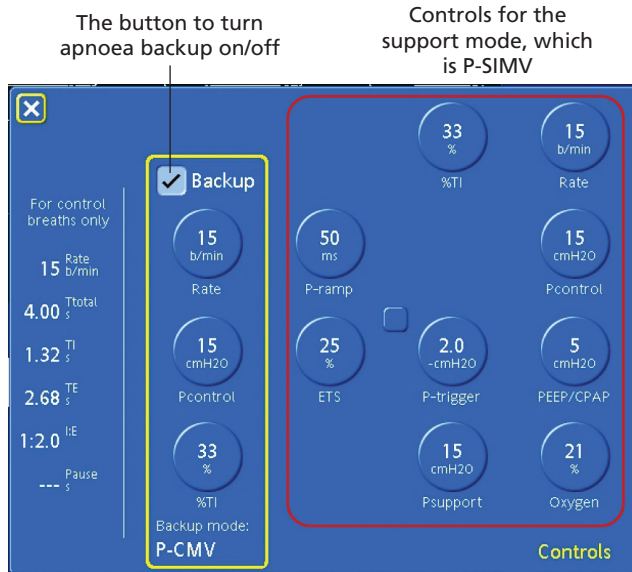 The button to turn
apnoea backup on/off
Controls for the
support mode, which
is P-SIMV
For control
breaths only
15 Rate b/min
4.00 Ttotal s
1.32 TI s
2.68 TE s
1:2.0 I:E
--- Pause s
Backup
15
b/min
Rate
15
cmH2O
Pcontrol
33
%
%TI
Backup mode:
P-CMV
33
%
%TI
15
b/min
Rate
50
ms
P-ramp
15
cmH2O
Pcontrol
25
%
ETS
2.0
-cmH2O
P-trigger
5
cmH2O
PEEP/CPAP
15
cmH2O
Psupport
21
%
Oxygen
Controls